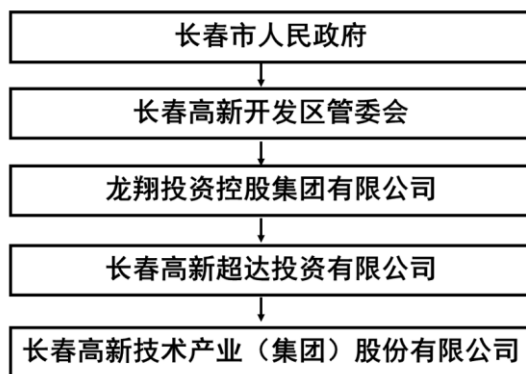 长春市人民政府
长春高新开发区管委会
龙翔投资控股集团有限公司
长春高新超达投资有限公司
长春高新技术产业（集团）股份有限公司